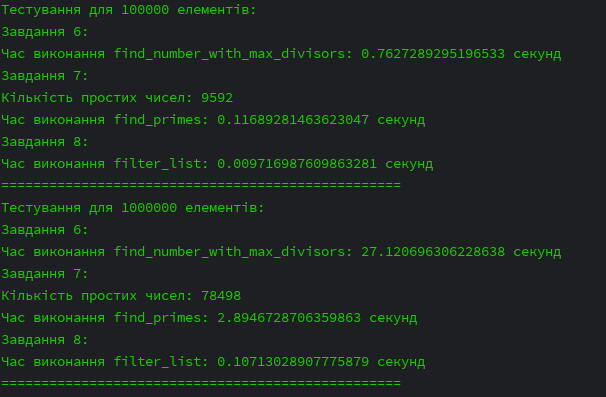 Тестування для 100000 елементів:
Завдання 6:
Час виконання find_number_with_max_divisors: 0.7627289295196533 секунд
Завдання 7:
Кількість простих чисел: 9592
Час виконання find_primes: 0.11689281463623047 секунд
Завдання 8:
Час виконання filter_list: 0.009716987609863281 секунд
==================================================
Тестування для 1000000 елементів:
Завдання 6:
Час виконання find_number_with_max_divisors: 27.120696306228638 секунд
Завдання 7:
Кількість простих чисел: 78498
Час виконання find_primes: 2.8946728706359863 секунд
Завдання 8:
Час виконання filter_list: 0.10713028907775879 секунд
==================================================